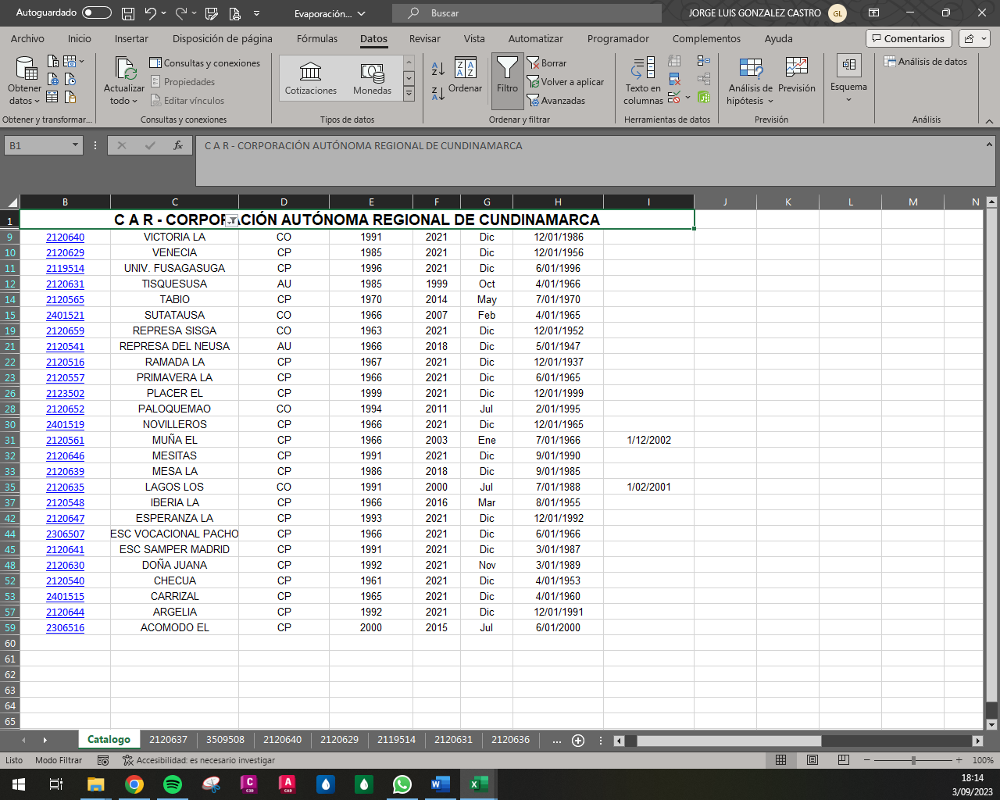 Autoguardado Evaporación... Buscar JORGE LUIS GONZALEZ CASTRO GL
Archivo Inicio Insertar Disposición de página Fórmulas Datos Revisar Vista Automatizar Programador Complementos Ayuda Comentarios
Obtener datos
Actualizar todo
Consultas y conexiones
Propiedades
Editar vínculos
Cotizaciones Monedas
Ordenar Filtro
Borrar
Volver a aplicar
Avanzadas
Texto en columnas
Análisis de hipótesis
Previsión
Esquema
Análisis de datos
Obtener y transformar... Consultas y conexiones Tipos de datos Ordenar y filtrar Herramientas de datos Previsión Análisis
B1 fx C A R - CORPORACIÓN AUTÓNOMA REGIONAL DE CUNDINAMARCA
B C D E F G H I J K L M N
1 C A R - CORPORACIÓN AUTÓNOMA REGIONAL DE CUNDINAMARCA
9 2120640 VICTORIA LA CO 1991 2021 Dic 12/01/1986
10 2120629 VENECIA CP 1985 2021 Dic 12/01/1956
11 2119514 UNIV. FUSAGASUGA CP 1996 2021 Dic 6/01/1996
12 2120631 TISQUESUSA AU 1985 1999 Oct 4/01/1966
14 2120565 TABIO CP 1970 2014 May 7/01/1970
15 2401521 SUTATAUSA CO 1966 2007 Feb 4/01/1965
19 2120659 REPRESA SISGA CO 1963 2021 Dic 12/01/1952
21 2120541 REPRESA DEL NEUSA AU 1966 2018 Dic 5/01/1947
22 2120516 RAMADA LA CP 1967 2021 Dic 12/01/1937
23 2120557 PRIMAVERA LA CP 1966 2021 Dic 6/01/1965
26 2123502 PLACER EL CP 1999 2021 Dic 12/01/1999
28 2120652 PALOQUEMAO CO 1994 2011 Jul 2/01/1995
30 2401519 NOVILLEROS CP 1966 2021 Dic 12/01/1965
31 2120561 MUÑA EL CP 1966 2003 Ene 7/01/1966 1/12/2002
32 2120646 MESITAS CP 1991 2021 Dic 9/01/1990
33 2120639 MESA LA CP 1986 2018 Dic 9/01/1985
35 2120635 LAGOS LOS CO 1991 2000 Jul 7/01/1988 1/02/2001
37 2120548 IBERIA LA CP 1966 2016 Mar 8/01/1955
42 2120647 ESPERANZA LA CP 1993 2021 Dic 12/01/1992
44 2306507 ESC VOCACIONAL PACHO CP 1966 2021 Dic 6/01/1966
45 2120641 ESC SAMPER MADRID CP 1991 2021 Dic 3/01/1987
48 2120630 DOÑA JUANA CP 1992 2021 Nov 3/01/1989
52 2120540 CHECUA CP 1961 2021 Dic 4/01/1953
53 2401515 CARRIZAL CP 1965 2021 Dic 4/01/1960
57 2120644 ARGELIA CP 1992 2021 Dic 12/01/1991
59 2306516 ACOMODO EL CP 2000 2015 Jul 6/01/2000
60
61
62
63
64
65
Catalogo 2120637 3509508 2120640 2120629 2119514 2120631 2120636 ...
Listo Modo Filtrar Accesibilidad: es necesario investigar 100%
18:14
3/09/2023